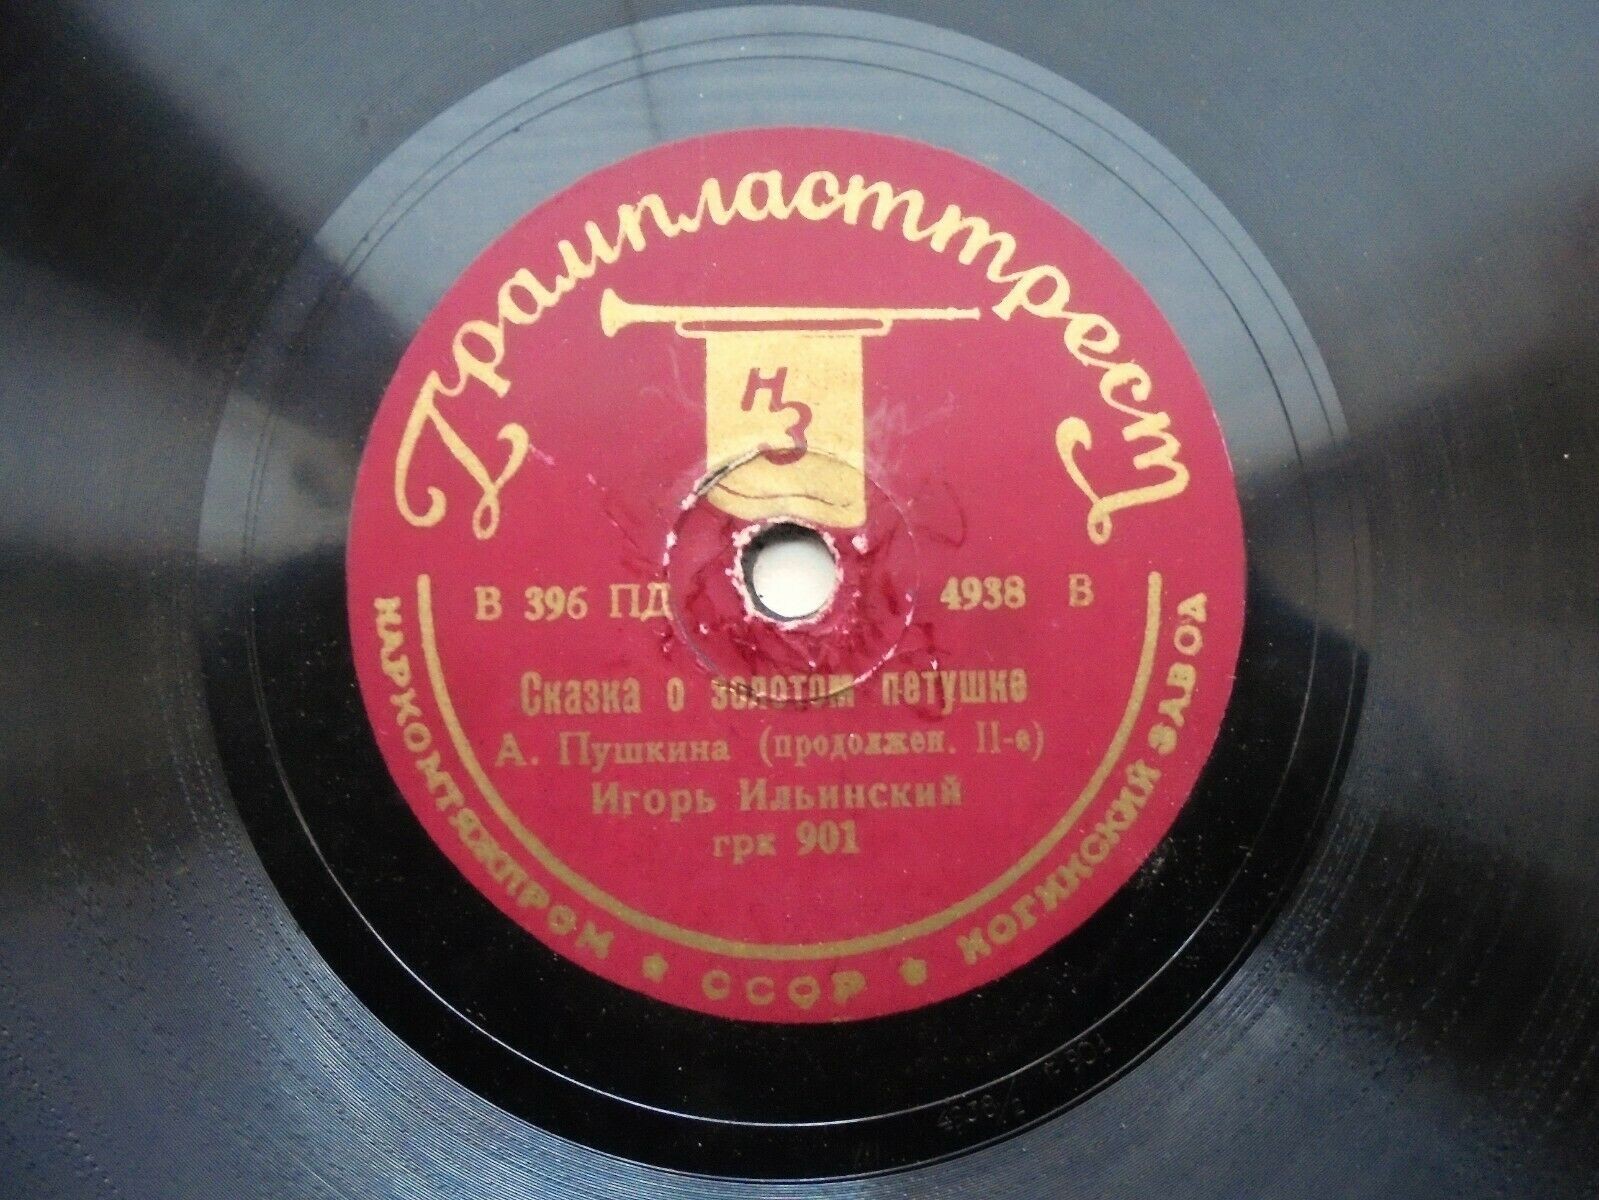 Грампласттрест
НЗ
В 396 ПД 4938 В
Сказка о золотом петушке
А. Пушкина (продолжен. II-е)
Игорь Ильинский
грк 901
НАРКОМТЯЖПРОМ ★ СССР ★ НОГИНСКИЙ ЗАВОД